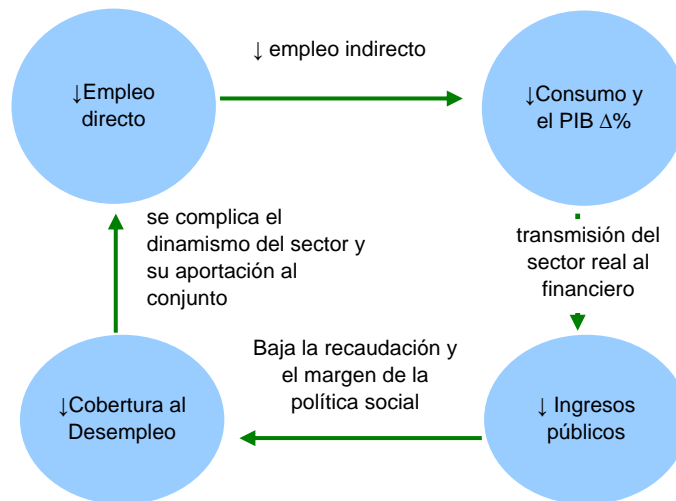 ↓Empleo
directo
↓ empleo indirecto
↓Consumo y
el PIB ∆%
transmisión del
sector real al
financiero
↓ Ingresos
públicos
Baja la recaudación y
el margen de la
política social
↓Cobertura al
Desempleo
se complica el
dinamismo del sector y
su aportación al
conjunto